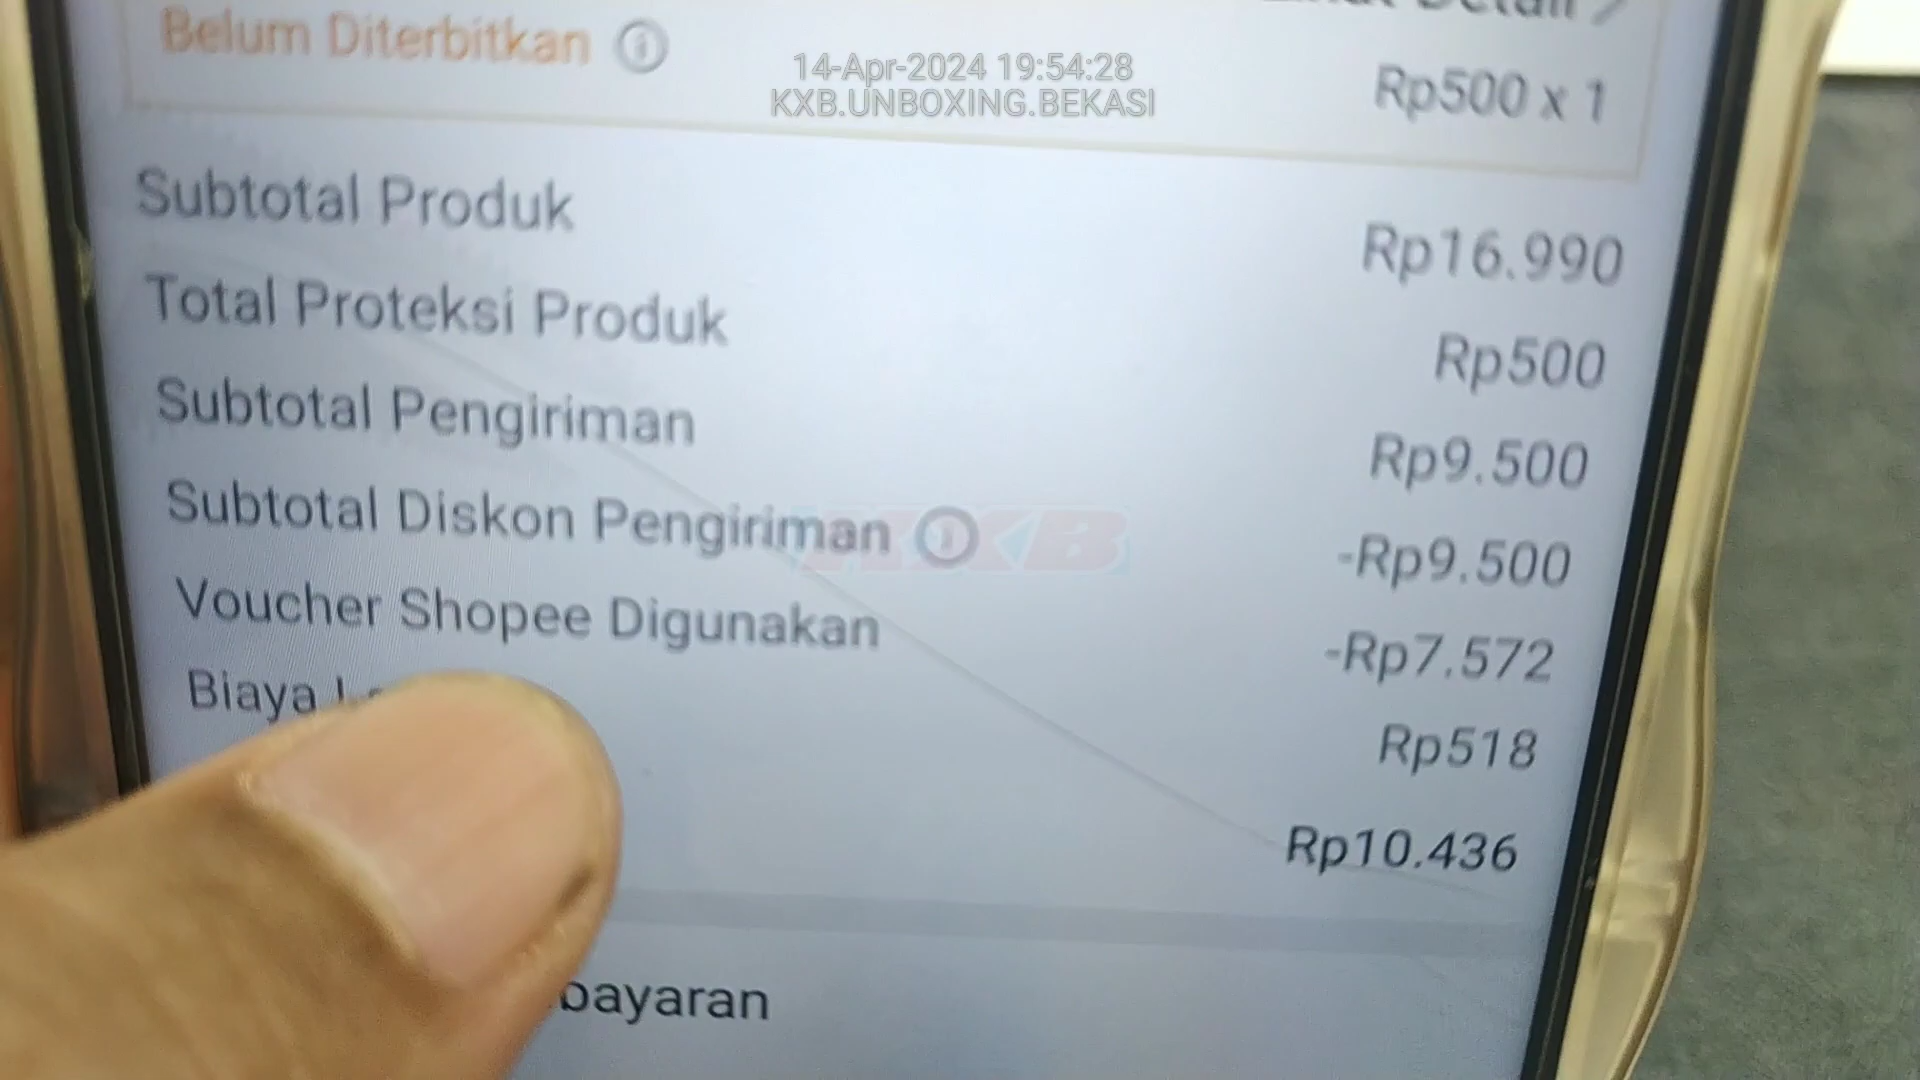 Belum Diterbitkan
14-Apr-2024 19:54:28
KXB.UNBOXING.BEKASI
Rp500 x 1
Subtotal Produk Rp16.990
Total Proteksi Produk Rp500
Subtotal Pengiriman Rp9.500
Subtotal Diskon Pengiriman -Rp9.500
KXB
Voucher Shopee Digunakan -Rp7.572
Biaya Rp518
Rp10.436
bayaran